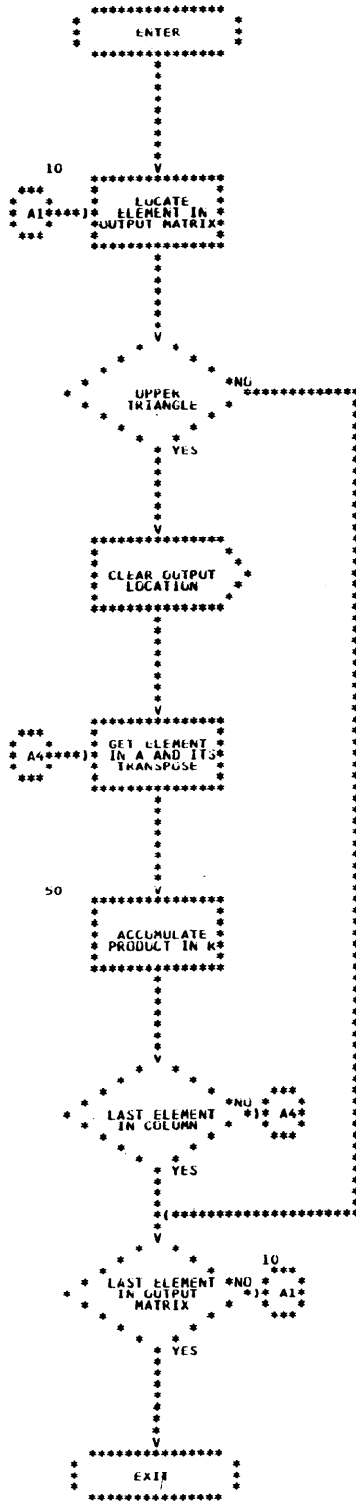 ENTER
10
A1
LOCATE
ELEMENT IN
OUTPUT MATRIX
UPPER
TRIANGLE
NO
YES
CLEAR OUTPUT
LOCATION
A4
GET ELEMENT
IN A AND ITS
TRANSPOSE
50
ACCUMULATE
PRODUCT IN R
LAST ELEMENT
IN COLUMN
NO
A4
YES
LAST ELEMENT
IN OUTPUT
MATRIX
NO
10
A1
YES
EXIT